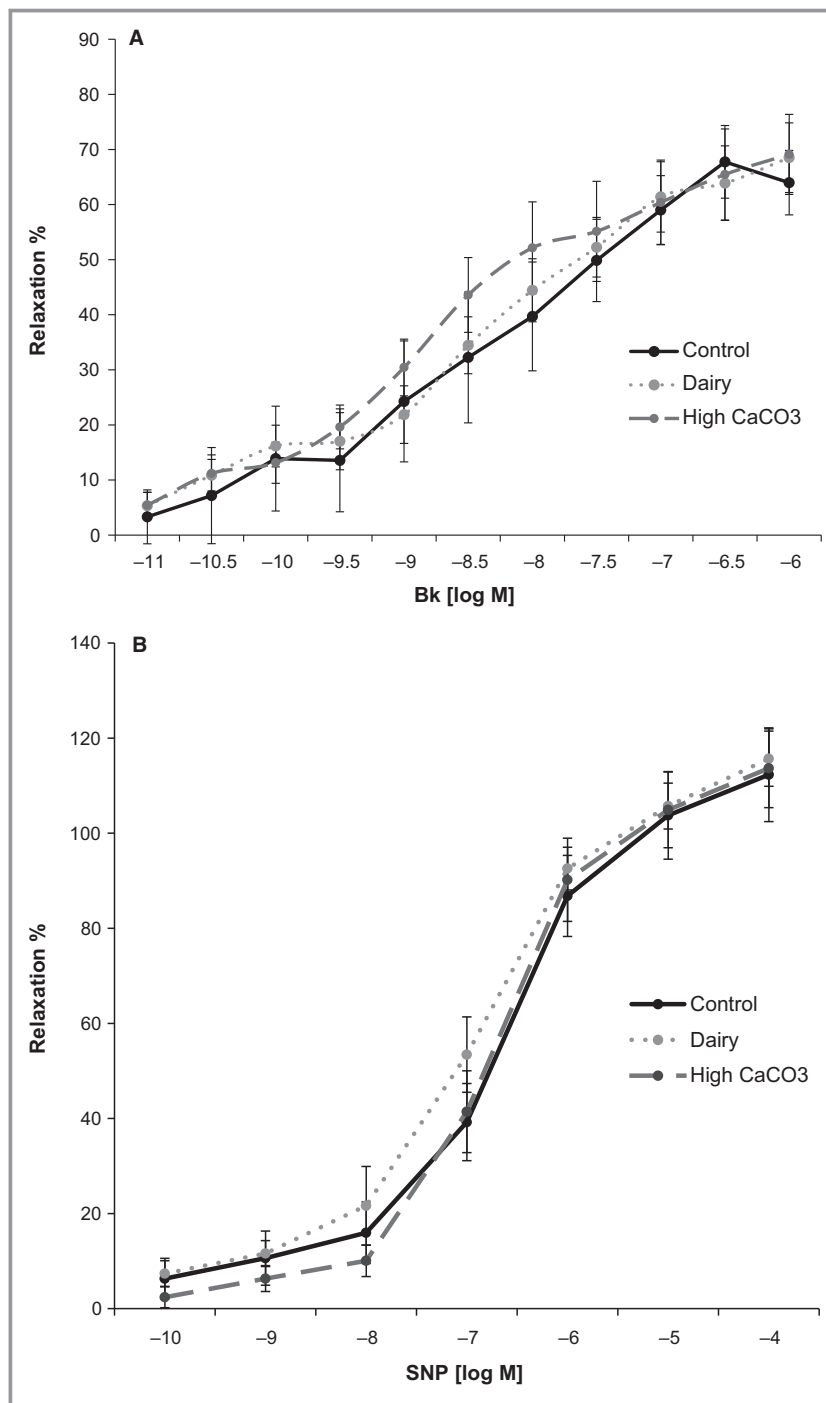 A
90
80
70
60
50
40
30
20
10
0
Relaxation %
Control
Dairy
High CaCO3
–11 –10.5 –10 –9.5 –9 –8.5 –8 –7.5 –7 –6.5 –6
Bk [log M]
B
140
120
100
80
60
40
20
0
Relaxation %
Control
Dairy
High CaCO3
–10 –9 –8 –7 –6 –5 –4
SNP [log M]